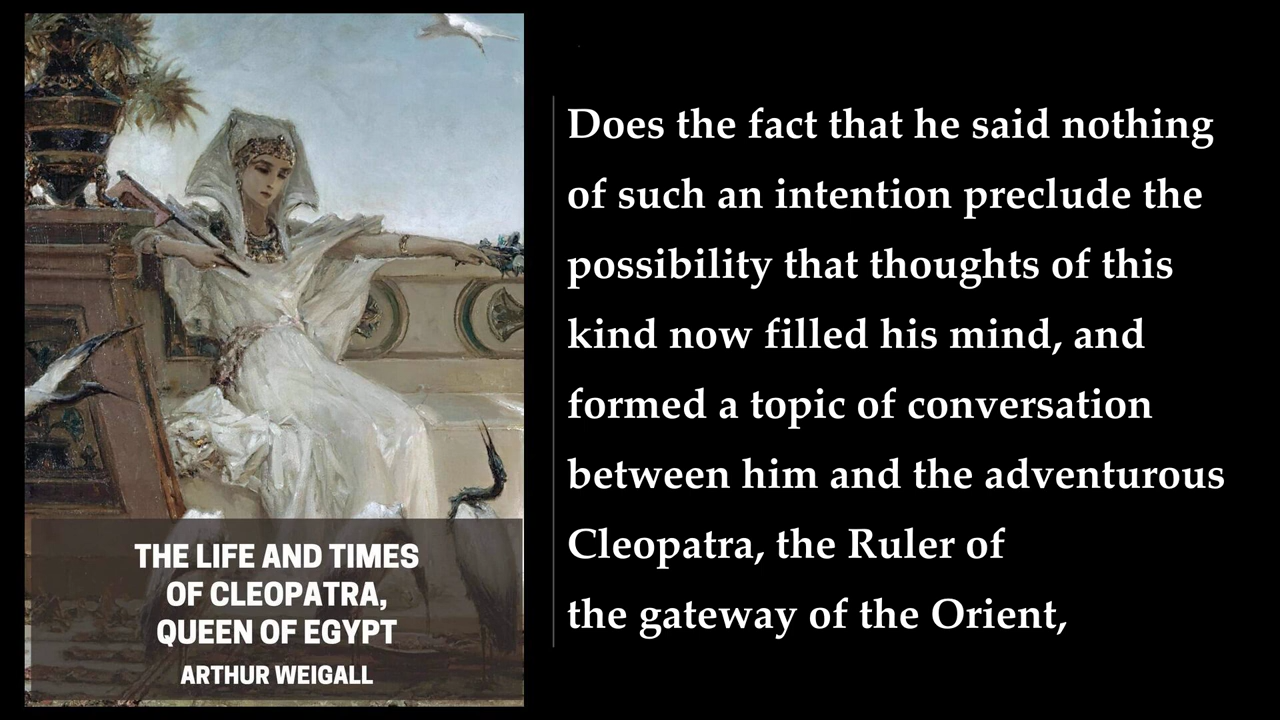 THE LIFE AND TIMES
OF CLEOPATRA,
QUEEN OF EGYPT
ARTHUR WEIGALL
Does the fact that he said nothing
of such an intention preclude the
possibility that thoughts of this
kind now filled his mind, and
formed a topic of conversation
between him and the adventurous
Cleopatra, the Ruler of
the gateway of the Orient,